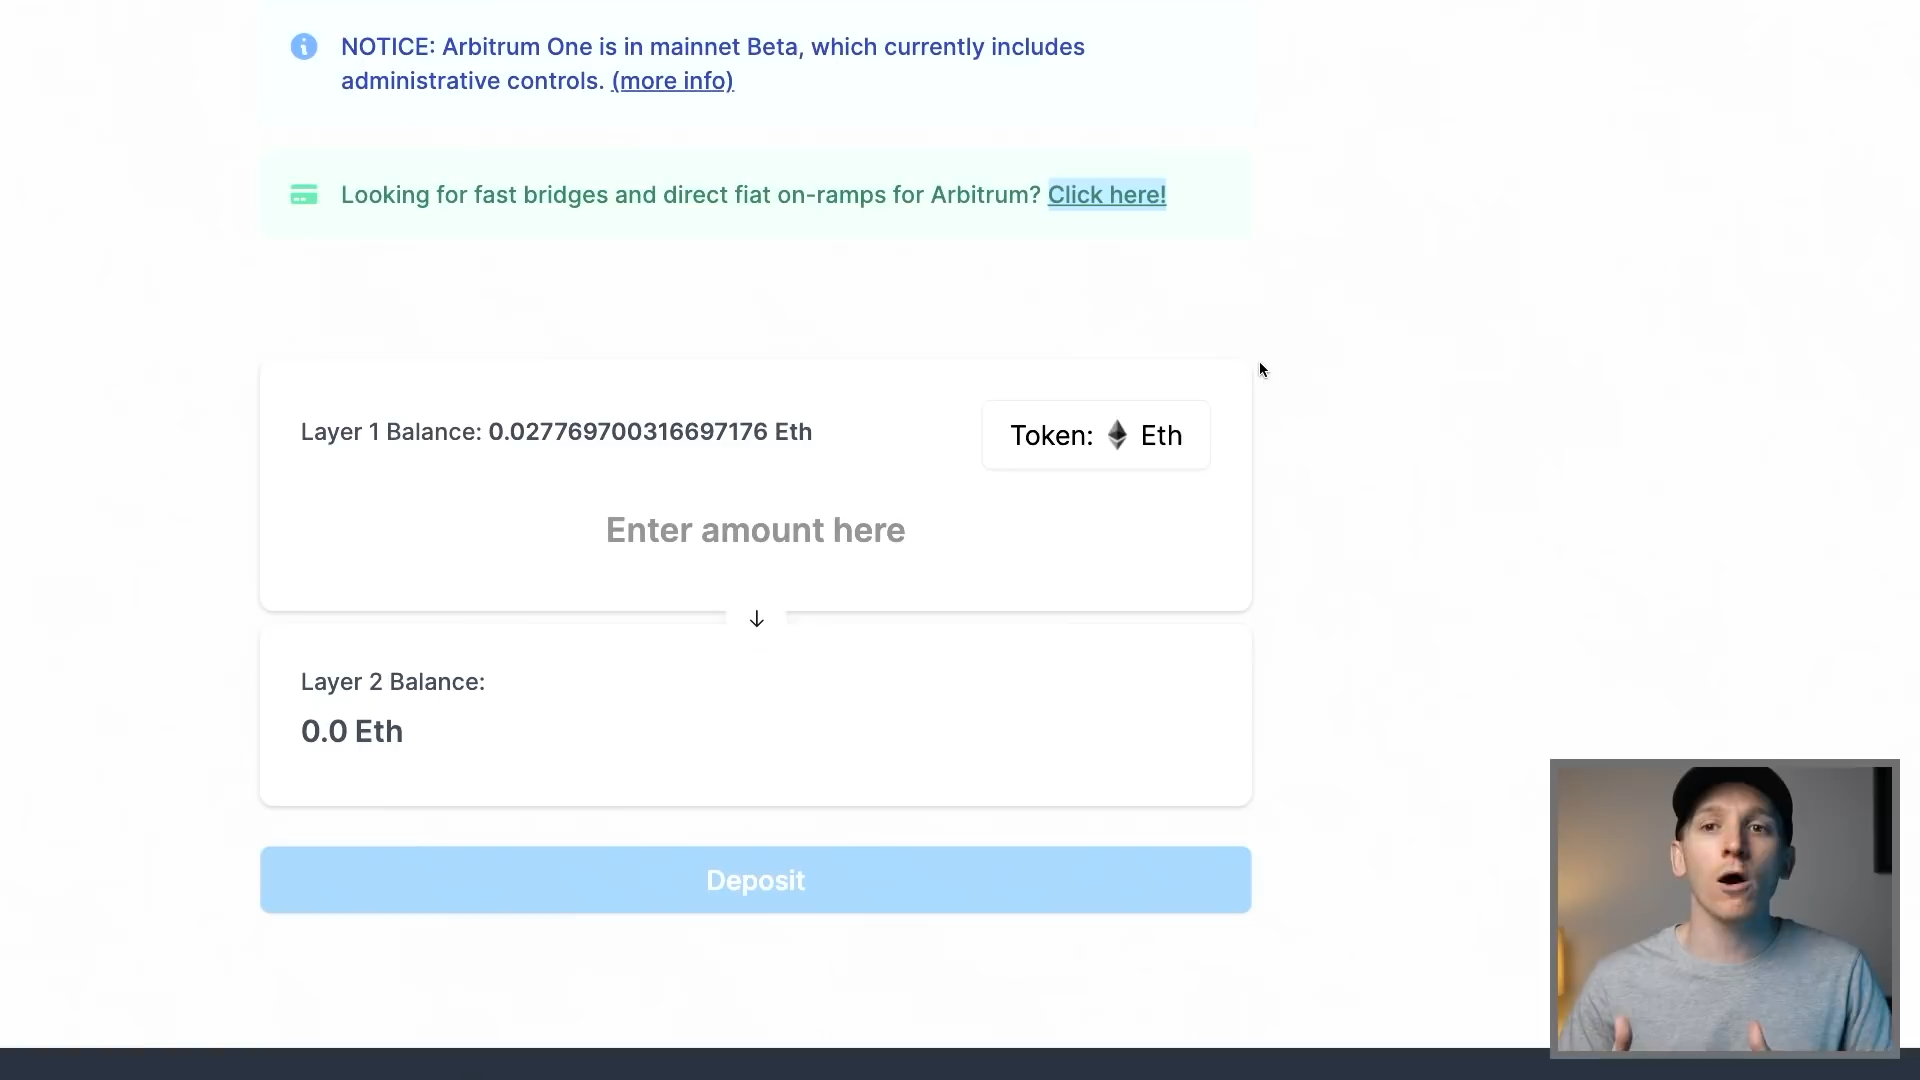 NOTICE: Arbitrum One is in mainnet Beta, which currently includes
administrative controls. (more info)
Looking for fast bridges and direct fiat on-ramps for Arbitrum? Click here!
Layer 1 Balance: 0.027769700316697176 Eth
Token: Eth
Enter amount here
Layer 2 Balance:
0.0 Eth
Deposit